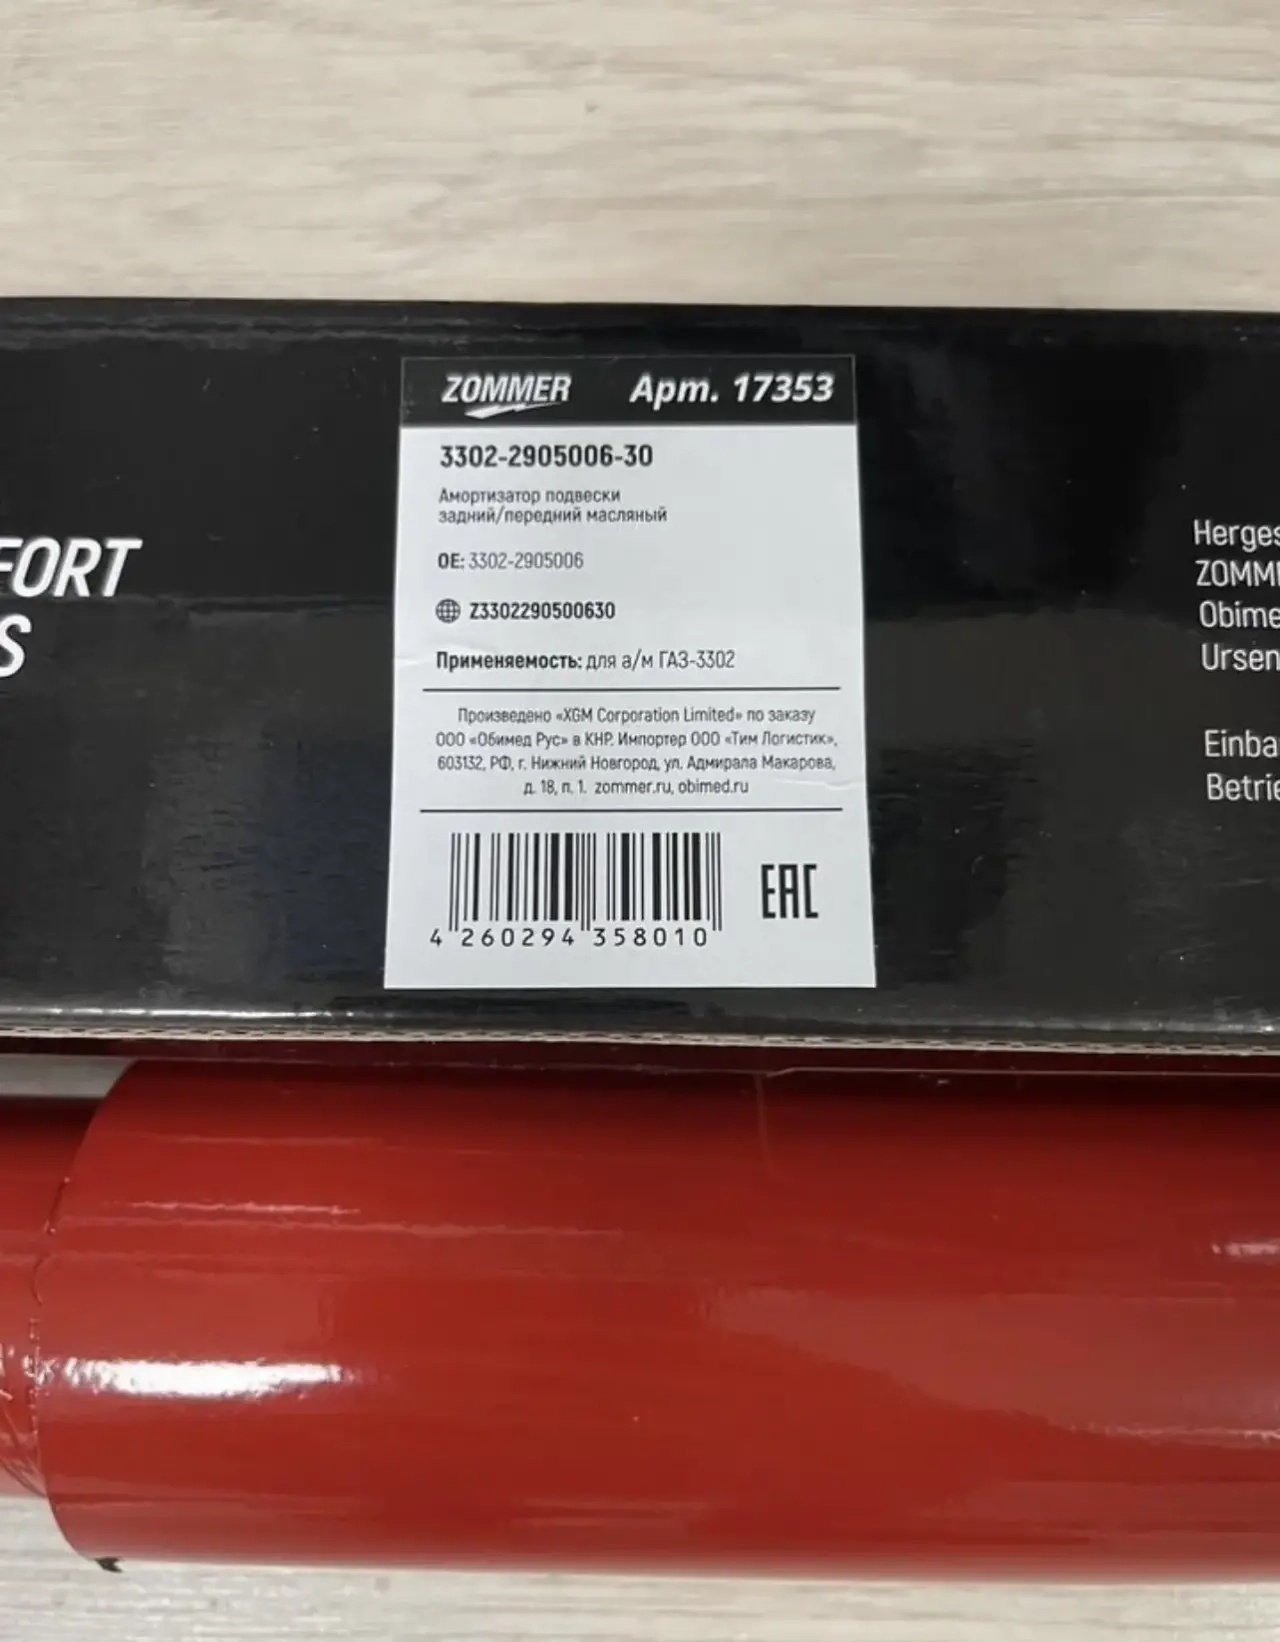 ZOMMER Арт. 17353
3302-2905006-30
Амортизатор подвески
задний/передний масляный
OE: 3302-2905006
Z3302290500630
Применяемость: для а/м ГАЗ-3302
Произведено «XGM Corporation Limited» по заказу
ООО «Обимед Рус» в КНР. Импортер ООО «Тим Логистик»,
603132, РФ, г. Нижний Новгород, ул. Адмирала Макарова,
д. 18, п. 1. zommer.ru, obimed.ru
4 260294 358010
EAC
FORT
S
Herges
ZOMM
Obime
Ursen
Einba
Betrie